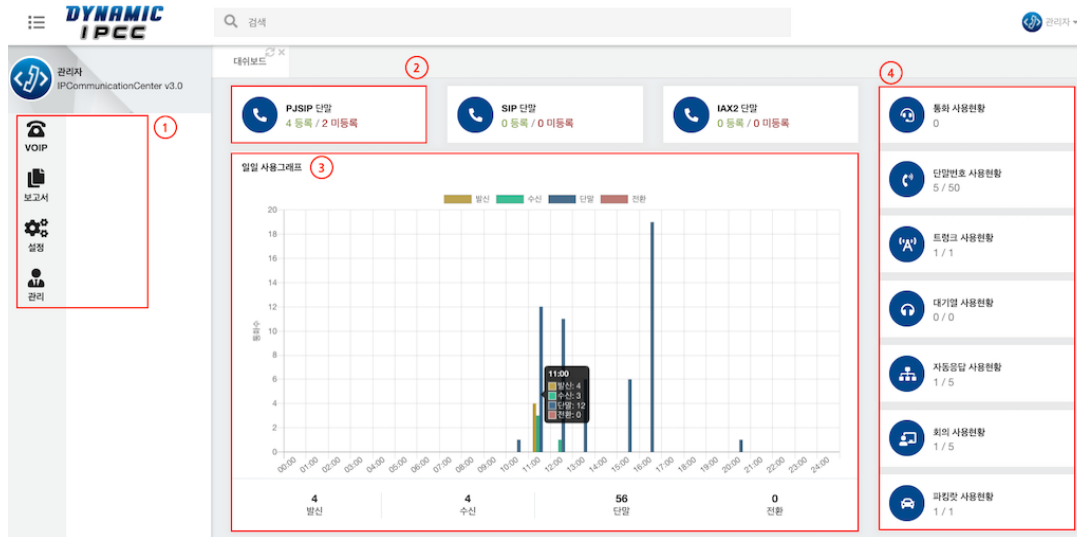 DYNAMIC
IPCC
검색
관리자
관리자
IPCommunicationCenter v3.0
대쉬보드
1
VOIP
보고서
설정
관리
2
PJSIP 단말
4 등록 / 2 미등록
SIP 단말
0 등록 / 0 미등록
IAX2 단말
0 등록 / 0 미등록
일일 사용그래프
3
발신 수신 단말 전환
통화수
20
18
16
14
12
10
8
6
4
2
0
11:00
발신: 4
수신: 3
단말: 12
전환: 0
00:00 01:00 02:00 03:00 04:00 05:00 06:00 07:00 08:00 09:00 10:00 11:00 12:00 13:00 14:00 15:00 16:00 17:00 18:00 19:00 20:00 21:00 22:00 23:00 24:00
4 4 56 0
발신 수신 단말 전환
4
통화 사용현황
0
단말번호 사용현황
5 / 50
트렁크 사용현황
1 / 1
대기열 사용현황
0 / 0
자동응답 사용현황
1 / 5
회의 사용현황
1 / 5
파킹랏 사용현황
1 / 1